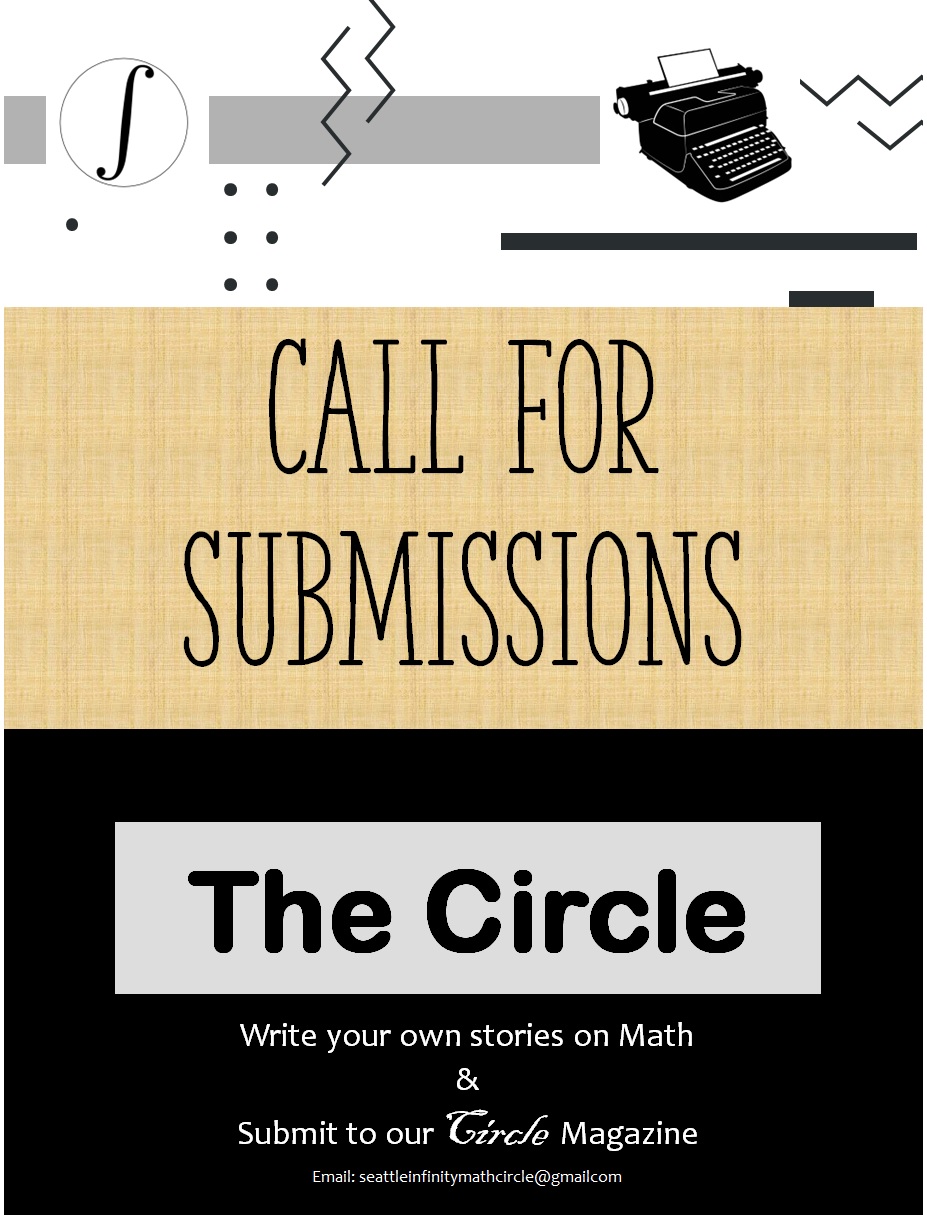 ∫
CALL FOR
SUBMISSIONS
The Circle
Write your own stories on Math
&
Submit to our Circle Magazine
Email: seattleinfinitymathcircle@gmailcom